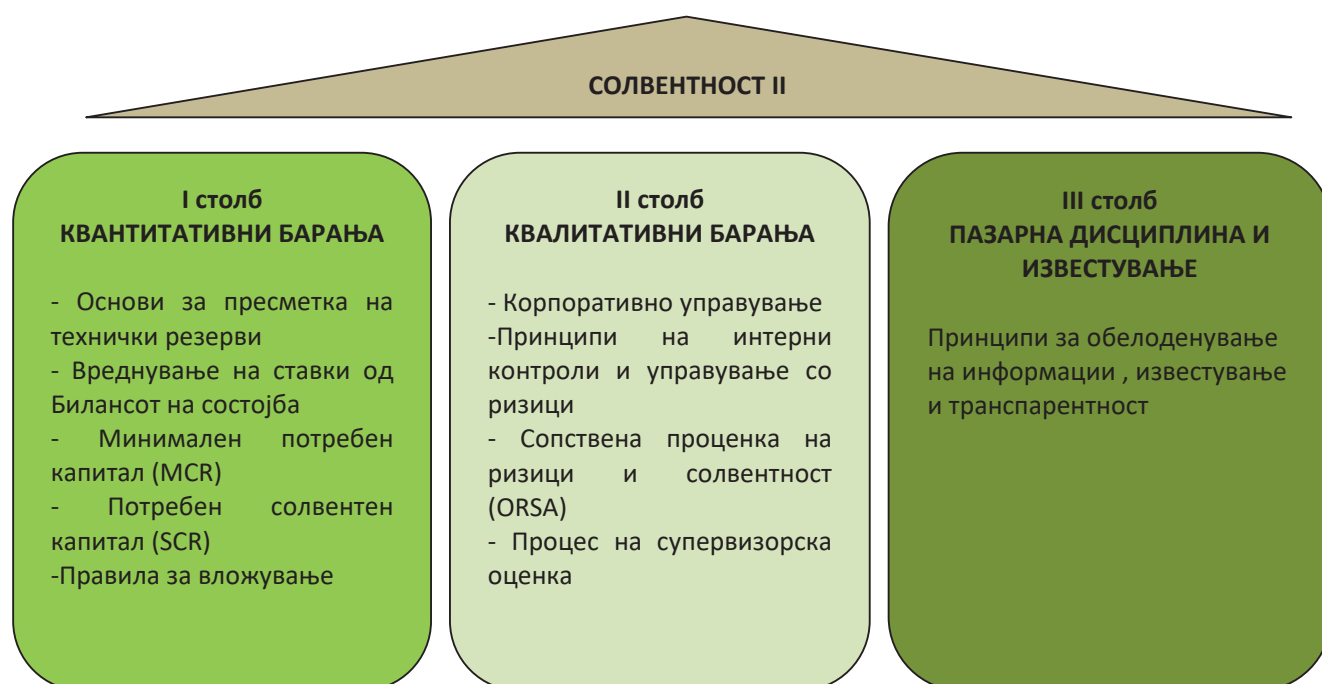 СОЛВЕНТНОСТ II
I столб
КВАНТИТАТИВНИ БАРАЊА
- Основи за пресметка на
технички резерви
- Вреднување на ставки од
Билансот на состојба
- Минимален потребен
капитал (MCR)
- Потребен солвентен
капитал (SCR)
-Правила за вложување
II столб
КВАЛИТАТИВНИ БАРАЊА
- Корпоративно управување
-Принципи на интерни
контроли и управување со
ризици
- Сопствена проценка на
ризици и солвентност
(ORSA)
- Процес на супервизорска
оценка
III столб
ПАЗАРНА ДИСЦИПЛИНА И
ИЗВЕСТУВАЊЕ
Принципи за обелоденување
на информации , известување
и транспарентност